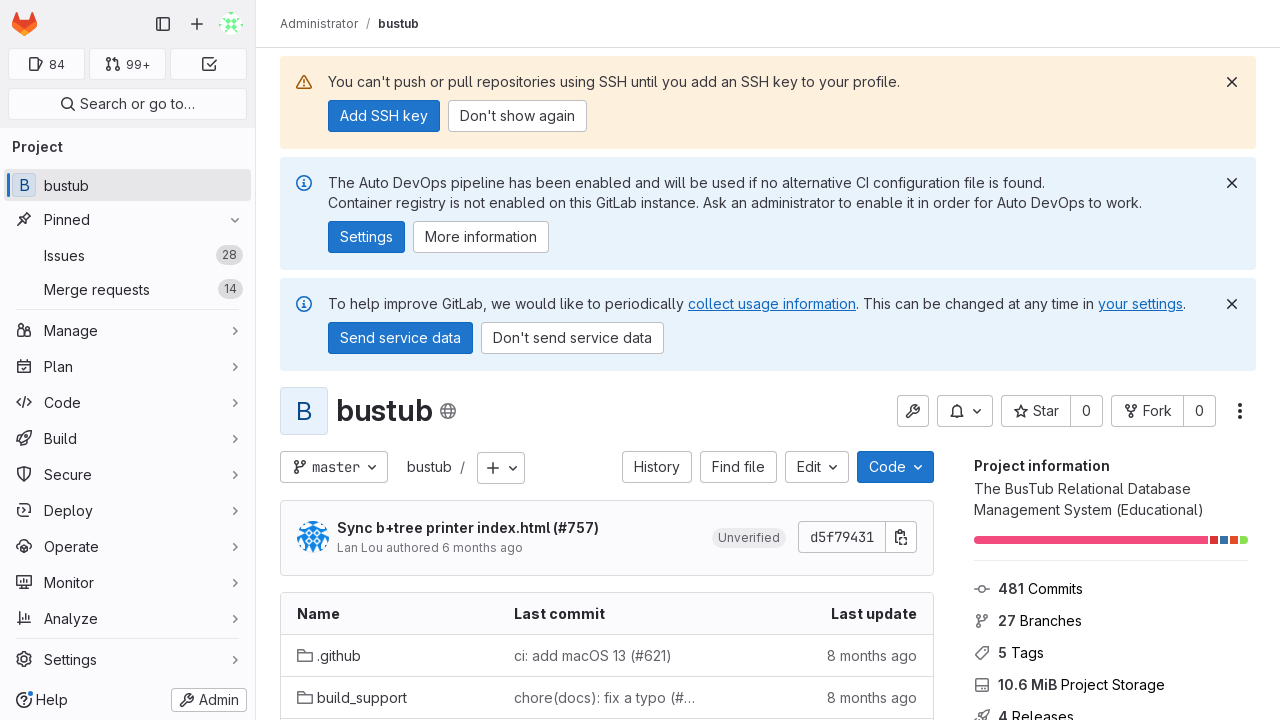 Administrator / bustub
84
99+
Search or go to…
Project
B bustub
Pinned
Issues 28
Merge requests 14
Manage
Plan
Code
Build
Secure
Deploy
Operate
Monitor
Analyze
Settings
Help
Admin
You can't push or pull repositories using SSH until you add an SSH key to your profile.
Add SSH key
Don't show again
The Auto DevOps pipeline has been enabled and will be used if no alternative CI configuration file is found.
Container registry is not enabled on this GitLab instance. Ask an administrator to enable it in order for Auto DevOps to work.
Settings
More information
To help improve GitLab, we would like to periodically collect usage information. This can be changed at any time in your settings.
Send service data
Don't send service data
B bustub
Star 0
Fork 0
master
bustub /
History
Find file
Edit
Code
Sync b+tree printer index.html (#757)
Lan Lou authored 6 months ago
Unverified
d5f79431
Name Last commit Last update
.github ci: add macOS 13 (#621) 8 months ago
build_support chore(docs): fix a typo (#… 8 months ago
Project information
The BusTub Relational Database
Management System (Educational)
481 Commits
27 Branches
5 Tags
10.6 MiB Project Storage
4 Releases